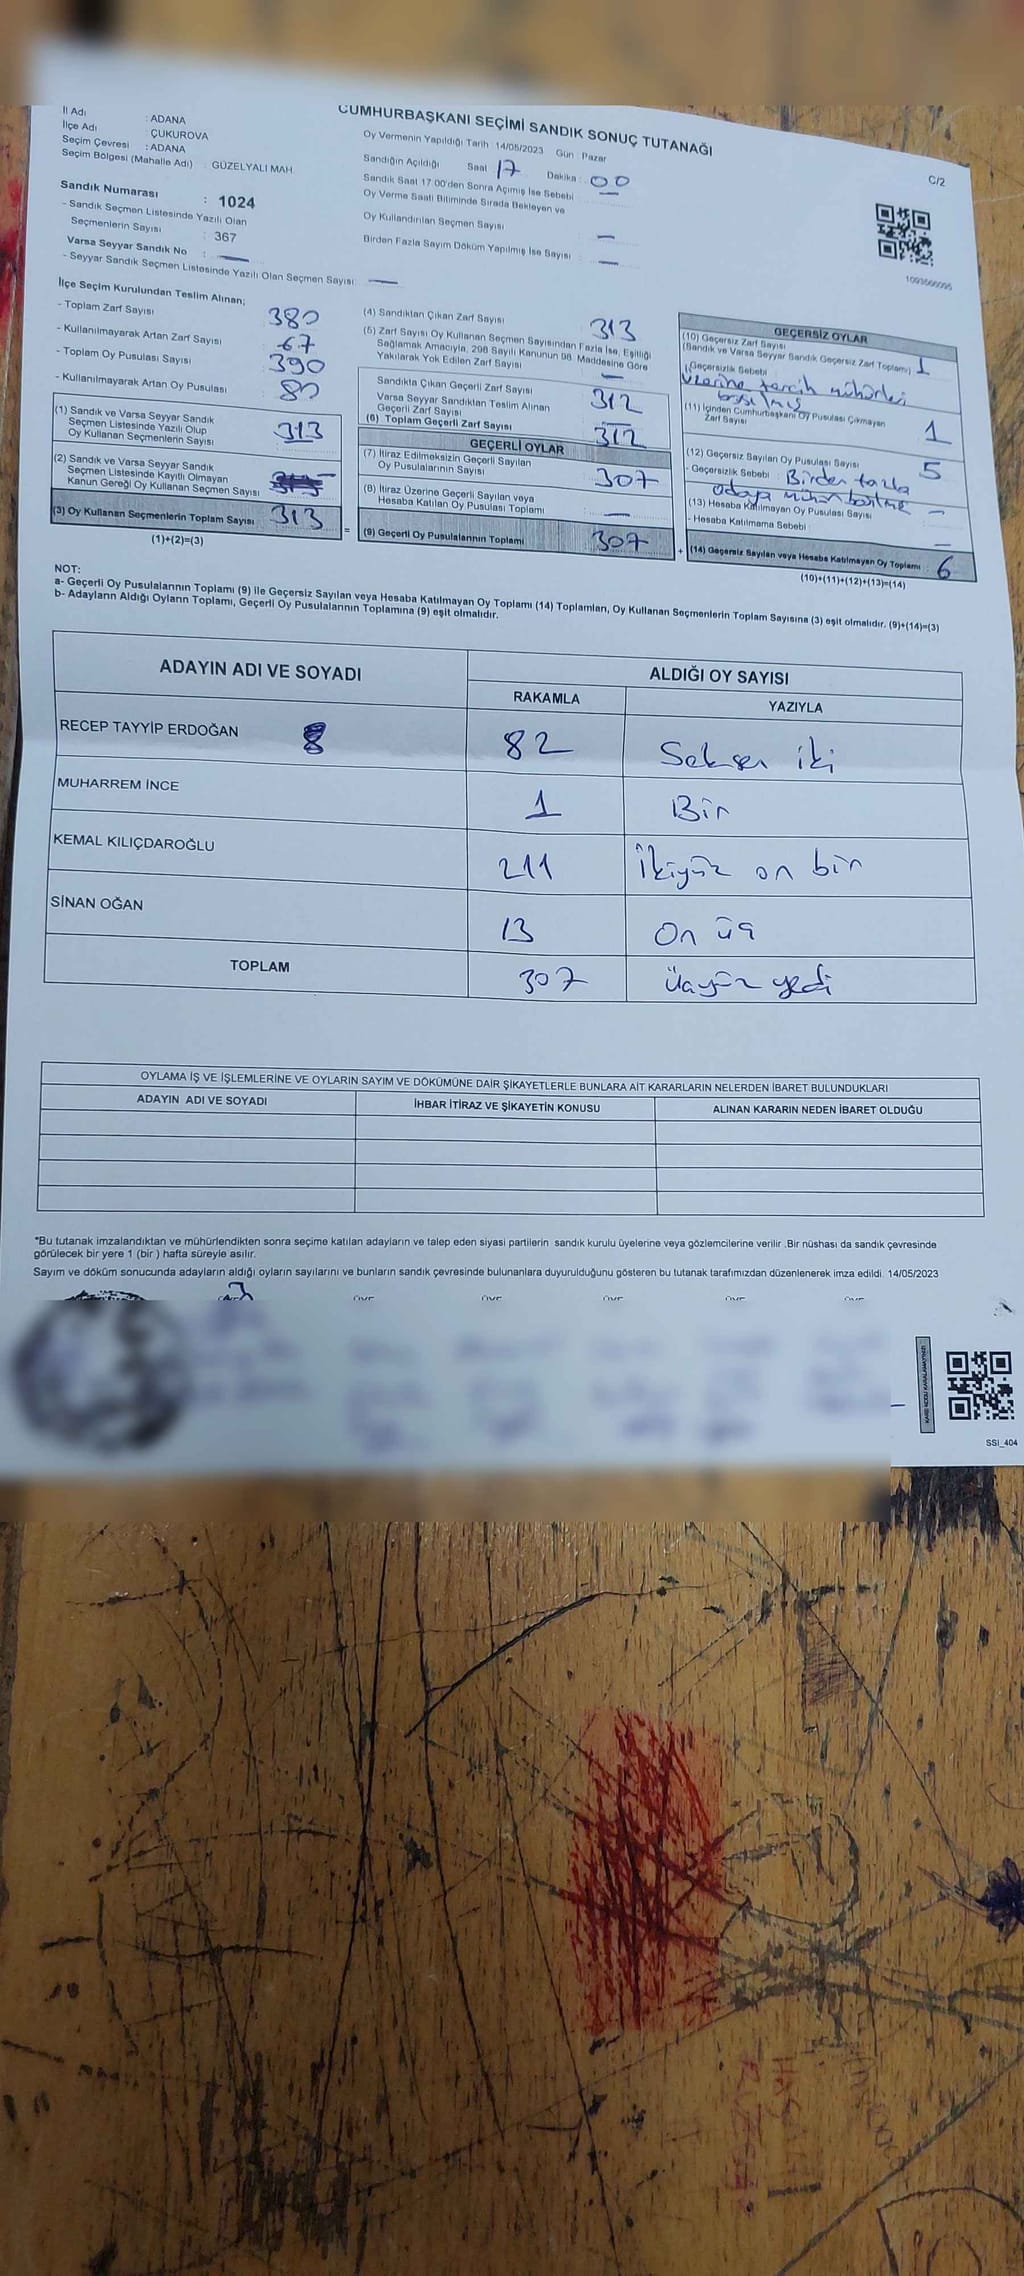 CUMHURBAŞKANI SEÇİMİ SANDIK SONUÇ TUTANAĞI
C/2
İl Adı : ADANA
İlçe Adı : ÇUKUROVA
Seçim Çevresi : ADANA
Seçim Bölgesi (Mahalle Adı) : GÜZELYALI MAH.
Oy Vermenin Yapıldığı Tarih 14/05/2023 Gün Pazar
Sandığın Açıldığı Saat 17 Dakika : 00
Sandık Saat 17.00'den Sonra Açımış İse Sebebi : —
Oy Verme Saati Bitiminde Sırada Bekleyen ve
Oy Kullandırılan Seçmen Sayısı : —
Birden Fazla Sayım Döküm Yapılmış İse Sayısı : —
1093566095
Sandık Numarası : 1024
- Sandık Seçmen Listesinde Yazılı Olan
Seçmenlerin Sayısı : 367
Varsa Seyyar Sandık No : —
- Seyyar Sandık Seçmen Listesinde Yazılı Olan Seçmen Sayısı: —
İlçe Seçim Kurulundan Teslim Alınan;
- Toplam Zarf Sayısı 380
- Kullanılmayarak Artan Zarf Sayısı 67
- Toplam Oy Pusulası Sayısı 390
- Kullanılmayarak Artan Oy Pusulası 80
(1) Sandık ve Varsa Seyyar Sandık
Seçmen Listesinde Yazılı Olup
Oy Kullanan Seçmenlerin Sayısı 313
(2) Sandık ve Varsa Seyyar Sandık
Seçmen Listesinde Kayıtlı Olmayan
Kanun Gereği Oy Kullanan Seçmen Sayısı
(3) Oy Kullanan Seçmenlerin Toplam Sayısı 313
(1)+(2)=(3)
(4) Sandıktan Çıkan Zarf Sayısı 313
(5) Zarf Sayısı Oy Kullanan Seçmen Sayısından Fazla İse, Eşitliği
Sağlamak Amacıyla, 298 Sayılı Kanunun 98. Maddesine Göre
Yakılarak Yok Edilen Zarf Sayısı —
Sandıkta Çıkan Geçerli Zarf Sayısı 312
Varsa Seyyar Sandıktan Teslim Alınan
Geçerli Zarf Sayısı —
(6) Toplam Geçerli Zarf Sayısı 312
GEÇERLİ OYLAR
(7) İtiraz Edilmeksizin Geçerli Sayılan
Oy Pusulalarının Sayısı 307
(8) İtiraz Üzerine Geçerli Sayılan veya
Hesaba Katılan Oy Pusulası Toplamı —
= (9) Geçerli Oy Pusulalarının Toplamı 307
GEÇERSİZ OYLAR
(10) Geçersiz Zarf Sayısı
(Sandık ve Varsa Seyyar Sandık Geçersiz Zarf Toplamı) 1
(Geçersizlik Sebebi :
Üzerine tercih mühürleri
basılmış
(11) İçinden Cumhurbaşkanı Oy Pusulası Çıkmayan
Zarf Sayısı 1
(12) Geçersiz Sayılan Oy Pusulası Sayısı 5
- Geçersizlik Sebebi : Birden fazla
adaya mühür basılma
(13) Hesaba Katılmayan Oy Pusulası Sayısı —
- Hesaba Katılmama Sebebi : —
+ (14) Geçersiz Sayılan veya Hesaba Katılmayan Oy Toplamı : 6
(10)+(11)+(12)+(13)=(14)
NOT:
a- Geçerli Oy Pusulalarının Toplamı (9) ile Geçersiz Sayılan veya Hesaba Katılmayan Oy Toplamı (14) Toplamları, Oy Kullanan Seçmenlerin Toplam Sayısına (3) eşit olmalıdır. (9)+(14)=(3)
b- Adayların Aldığı Oyların Toplamı, Geçerli Oy Pusulalarının Toplamına (9) eşit olmalıdır.
ADAYIN ADI VE SOYADI ALDIĞI OY SAYISI
RAKAMLA YAZIYLA
RECEP TAYYİP ERDOĞAN 8 82 Seksen iki
MUHARREM İNCE 1 Bir
KEMAL KILIÇDAROĞLU 211 İkiyüz on bir
SİNAN OĞAN 13 On üç
TOPLAM 307 Üçyüz yedi
OYLAMA İŞ VE İŞLEMLERİNE VE OYLARIN SAYIM VE DÖKÜMÜNE DAİR ŞİKAYETLERLE BUNLARA AİT KARARLARIN NELERDEN İBARET BULUNDUKLARI
ADAYIN ADI VE SOYADI İHBAR İTİRAZ VE ŞİKAYETİN KONUSU ALINAN KARARIN NEDEN İBARET OLDUĞU
*Bu tutanak imzalandıktan ve mühürlendikten sonra seçime katılan adayların ve talep eden siyasi partilerin sandık kurulu üyelerine veya gözlemcilerine verilir .Bir nüshası da sandık çevresinde
görülecek bir yere 1 (bir ) hafta süreyle asılır.
Sayım ve döküm sonucunda adayların aldığı oyların sayılarını ve bunların sandık çevresinde bulunanlara duyurulduğunu gösteren bu tutanak tarafımızdan düzenlenerek imza edildi. 14/05/2023
KARE KODU KARALAMAYINIZ!
SSİ_404